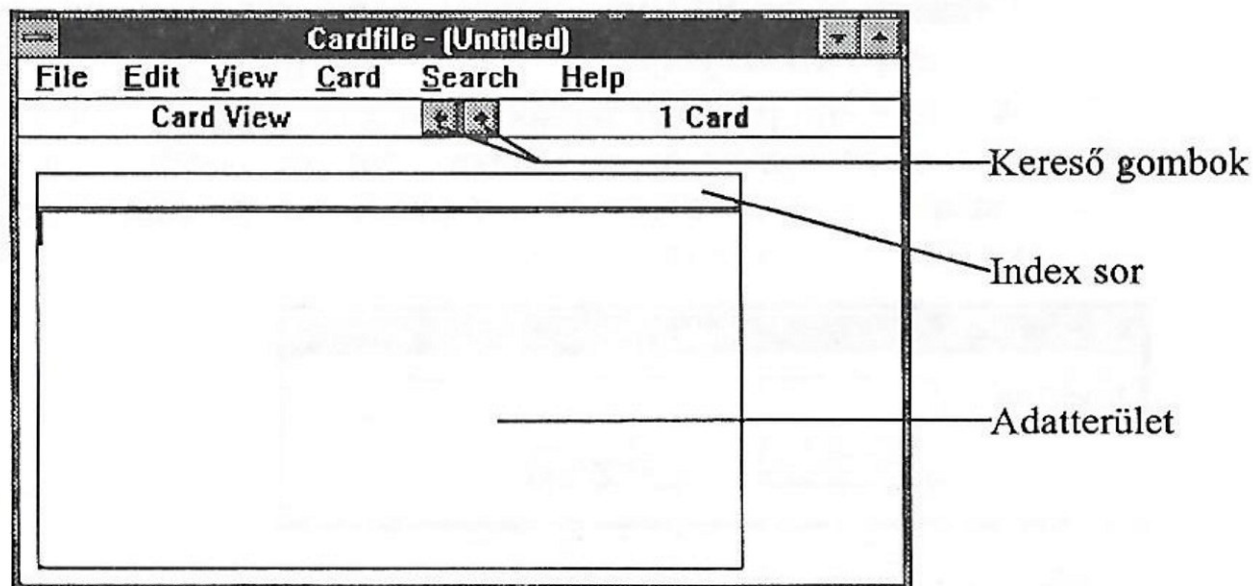 Cardfile - (Untitled)
File Edit View Card Search Help
Card View 1 Card
Kereső gombok
Index sor
Adatterület